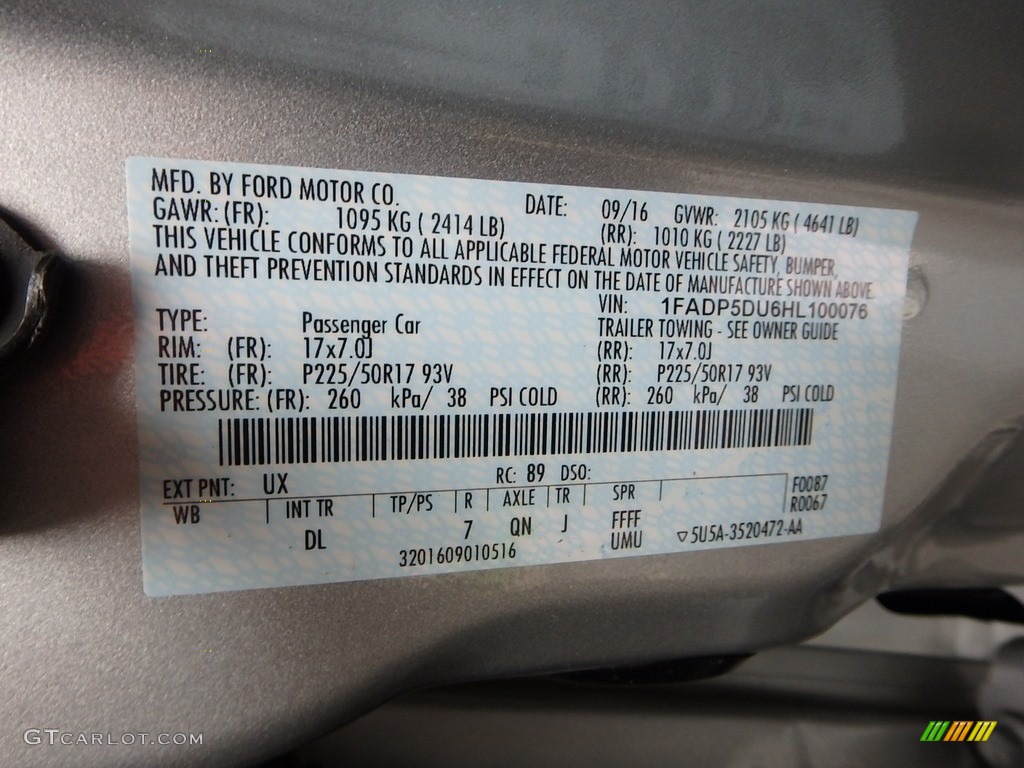 MFD. BY FORD MOTOR CO. DATE: 09/16 GVWR: 2105 KG ( 4641 LB)
GAWR: (FR): 1095 KG ( 2414 LB) (RR): 1010 KG ( 2227 LB)
THIS VEHICLE CONFORMS TO ALL APPLICABLE FEDERAL MOTOR VEHICLE SAFETY, BUMPER,
AND THEFT PREVENTION STANDARDS IN EFFECT ON THE DATE OF MANUFACTURE SHOWN ABOVE.
VIN: 1FADP5DU6HL100076
TYPE: Passenger Car TRAILER TOWING - SEE OWNER GUIDE
RIM: (FR): 17x7.0J (RR): 17x7.0J
TIRE: (FR): P225/50R17 93V (RR): P225/50R17 93V
PRESSURE: (FR): 260 kPa/ 38 PSI COLD (RR): 260 kPa/ 38 PSI COLD
EXT PNT: UX RC: 89 DSO: F0087
WB INT TR TP/PS R AXLE TR SPR R0067
DL 7 QN J FFFF
3201609010516 UMU ▽5U5A-3520472-AA
GTCARLOT.COM